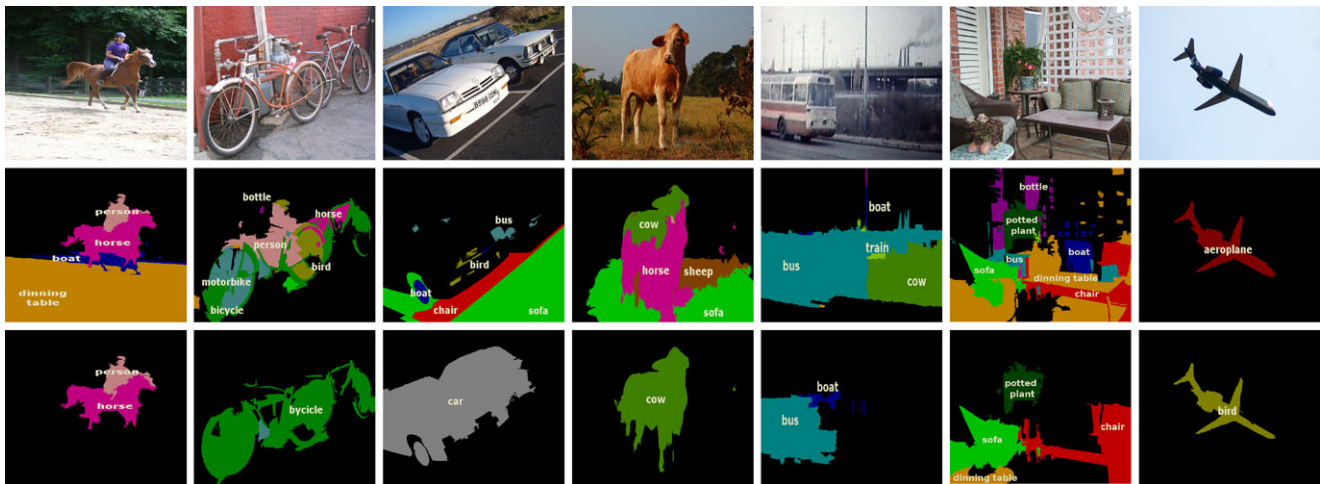 B996 OPM
person
horse
boat
dinning
table
bottle
horse
person
bird
motorbike
bicycle
bus
bird
boat
chair
sofa
cow
horse
sheep
sofa
boat
train
bus
cow
bottle
potted
plant
bus
boat
sofa
dinning table
chair
aeroplane
person
horse
bycicle
car
cow
boat
bus
potted
plant
chair
sofa
dinning table
bird